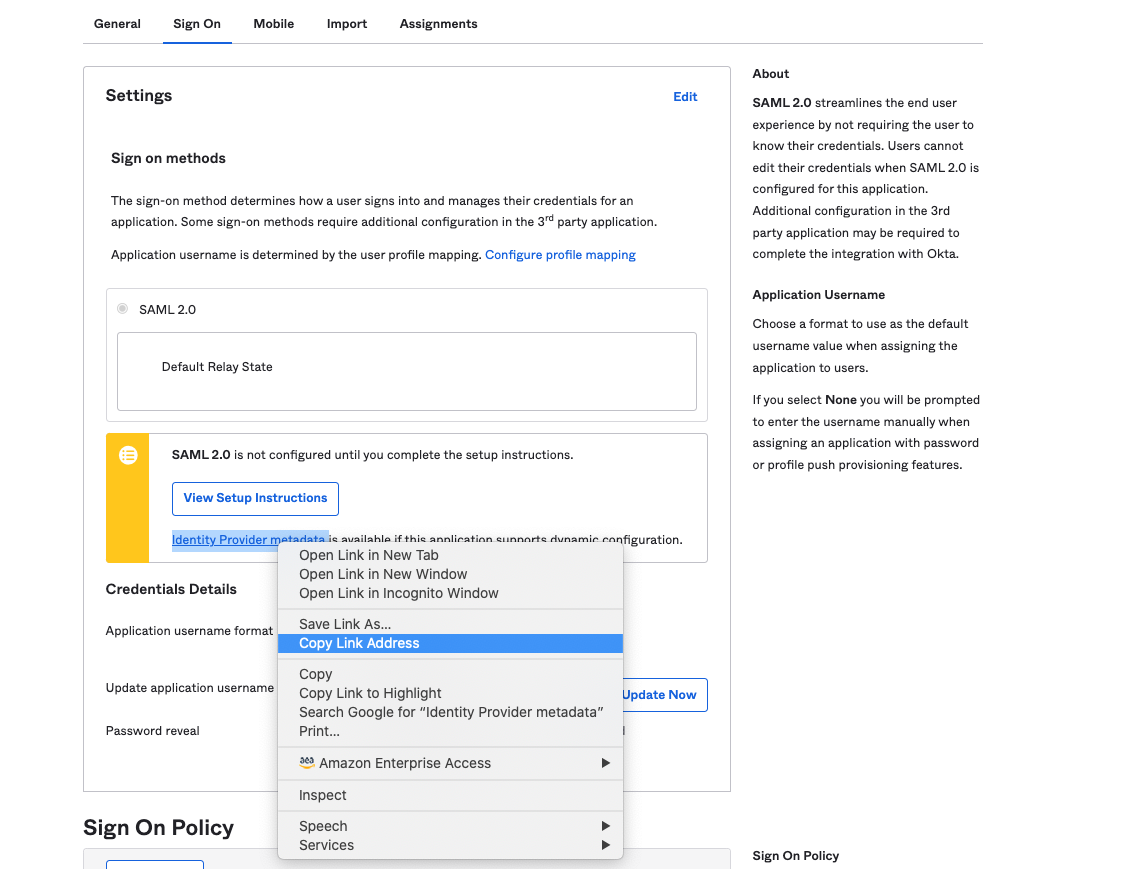 General Sign On Mobile Import Assignments
Settings
Edit
Sign on methods
The sign-on method determines how a user signs into and manages their credentials for an
application. Some sign-on methods require additional configuration in the 3rd party application.
Application username is determined by the user profile mapping. Configure profile mapping
SAML 2.0
Default Relay State
SAML 2.0 is not configured until you complete the setup instructions.
View Setup Instructions
Identity Provider metadata is available if this application supports dynamic configuration.
Credentials Details
Application username format
Update application username
Update Now
Password reveal
Open Link in New Tab
Open Link in New Window
Open Link in Incognito Window
Save Link As...
Copy Link Address
Copy
Copy Link to Highlight
Search Google for “Identity Provider metadata”
Print...
aea Amazon Enterprise Access
Inspect
Speech
Services
Sign On Policy
About
SAML 2.0 streamlines the end user
experience by not requiring the user to
know their credentials. Users cannot
edit their credentials when SAML 2.0 is
configured for this application.
Additional configuration in the 3rd
party application may be required to
complete the integration with Okta.
Application Username
Choose a format to use as the default
username value when assigning the
application to users.
If you select None you will be prompted
to enter the username manually when
assigning an application with password
or profile push provisioning features.
Sign On Policy